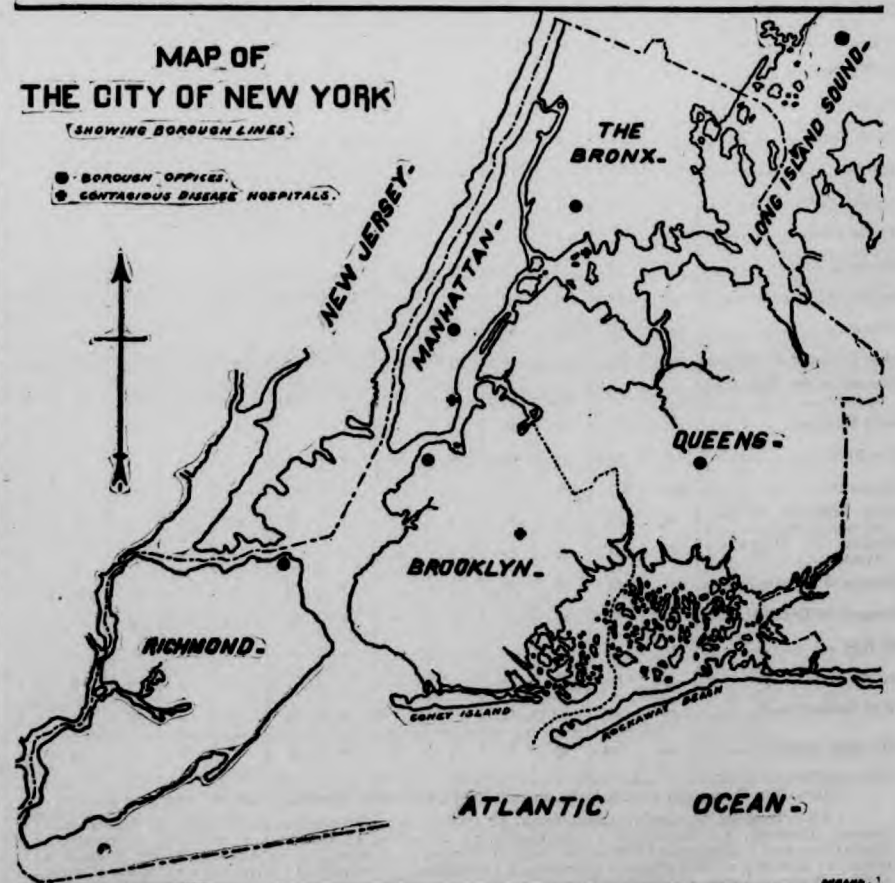 MAP OF
THE CITY OF NEW YORK
(SHOWING BOROUGH LINES)
- BOROUGH OFFICES.
CONTAGIOUS DISEASE HOSPITALS.
THE
BRONX-
LONG ISLAND SOUND-
NEW JERSEY-
MANHATTAN-
QUEENS-
BROOKLYN-
RICHMOND-
CONEY ISLAND
ROCKAWAY BEACH
ATLANTIC OCEAN-